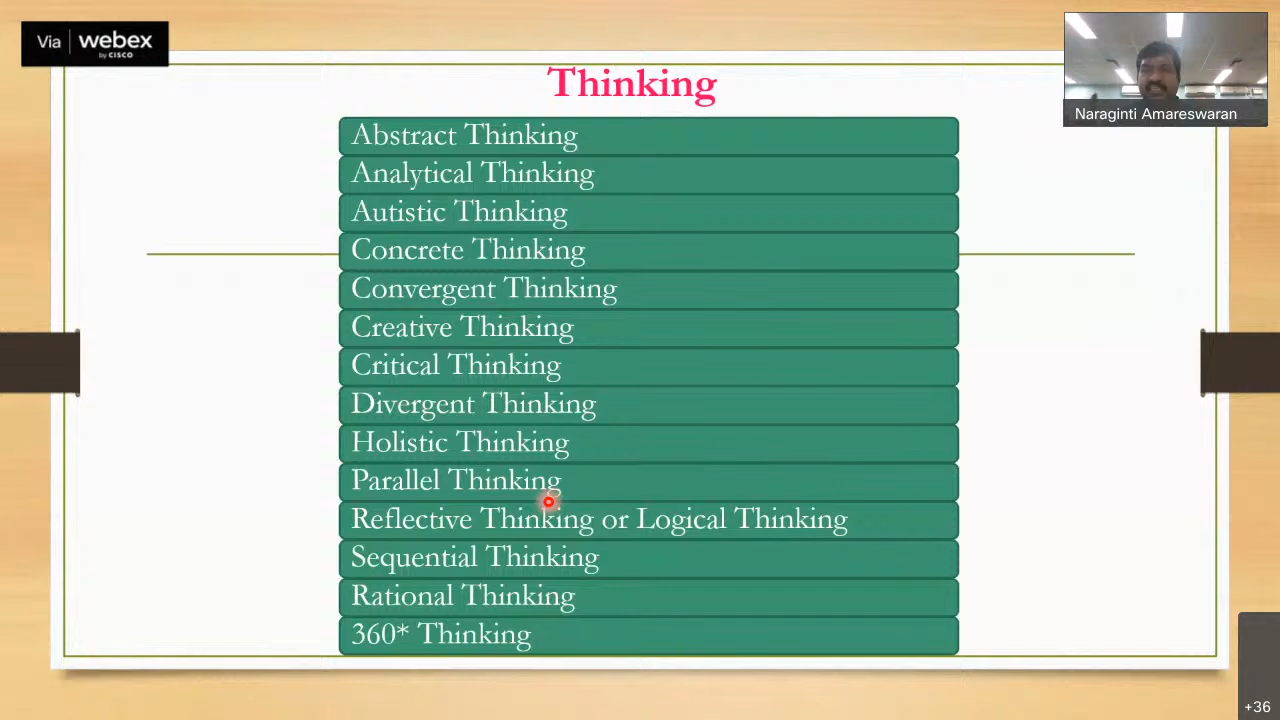 Via webex
by CISCO
Thinking
Naraginti Amareswaran
Abstract Thinking
Analytical Thinking
Autistic Thinking
Concrete Thinking
Convergent Thinking
Creative Thinking
Critical Thinking
Divergent Thinking
Holistic Thinking
Parallel Thinking
Reflective Thinking or Logical Thinking
Sequential Thinking
Rational Thinking
360* Thinking
+36